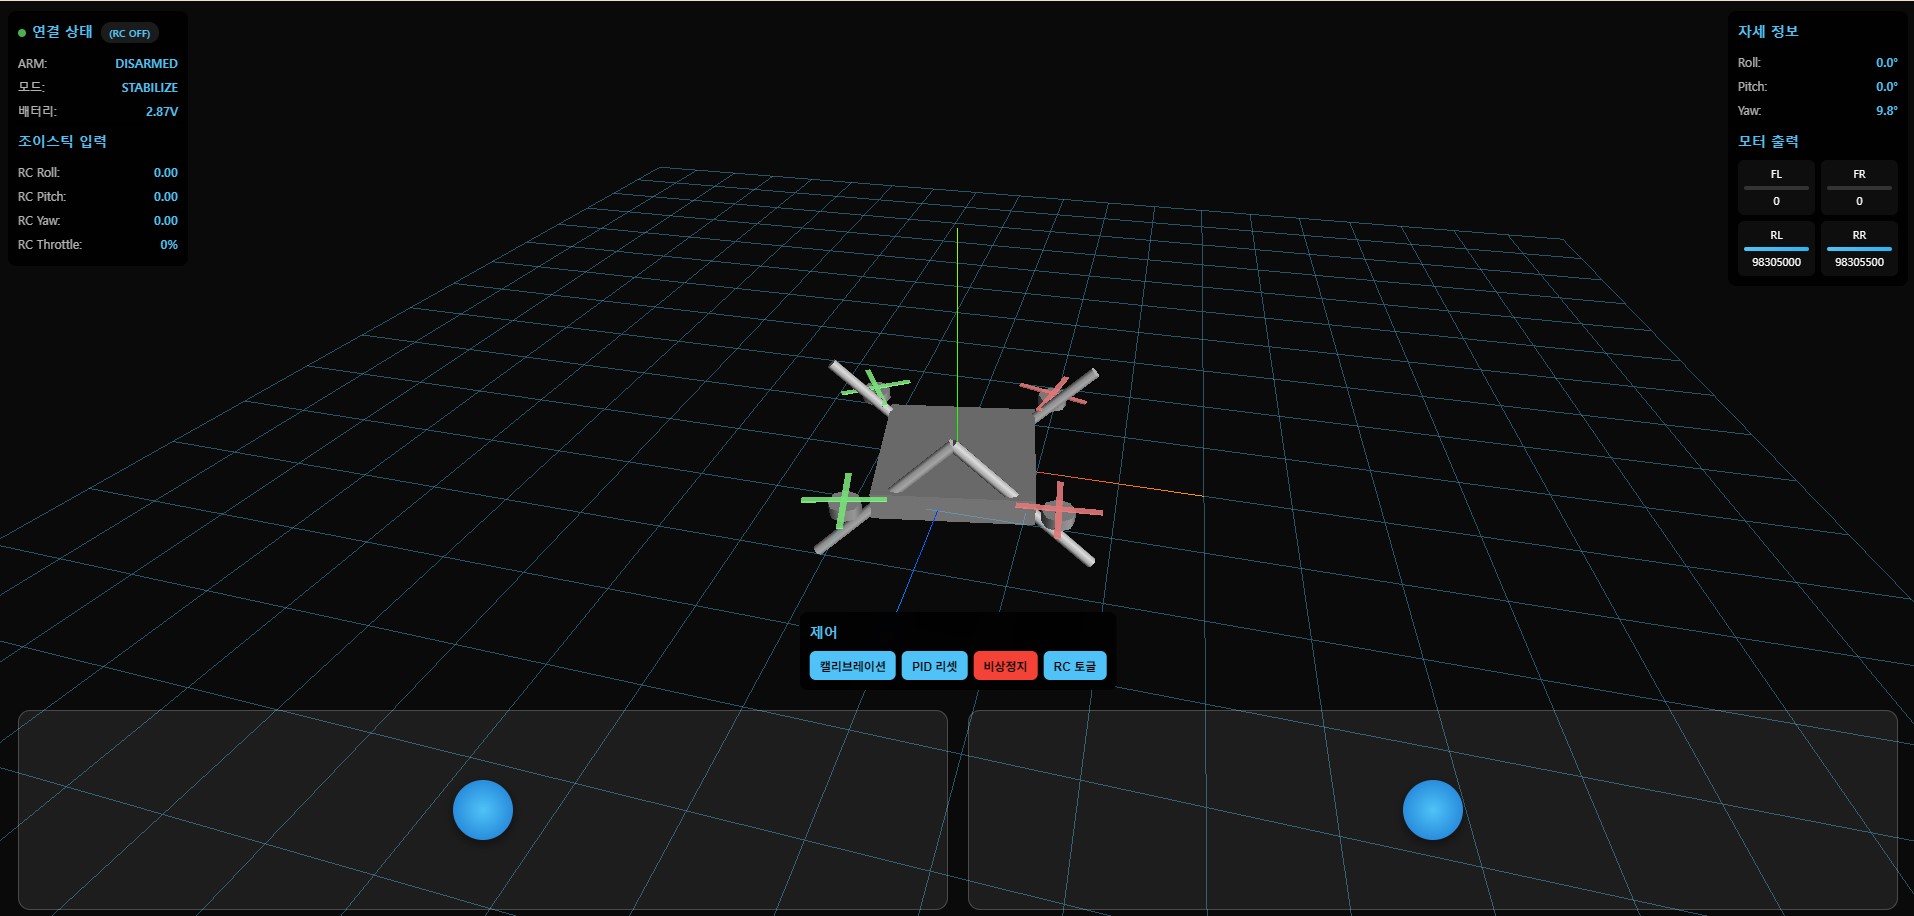 연결 상태 (RC OFF)
ARM: DISARMED
모드: STABILIZE
배터리: 2.87V
조이스틱 입력
RC Roll: 0.00
RC Pitch: 0.00
RC Yaw: 0.00
RC Throttle: 0%
자세 정보
Roll: 0.0°
Pitch: 0.0°
Yaw: 9.8°
모터 출력
FL FR
0 0
RL RR
98305000 98305500
제어
캘리브레이션 PID 리셋 비상정지 RC 토글